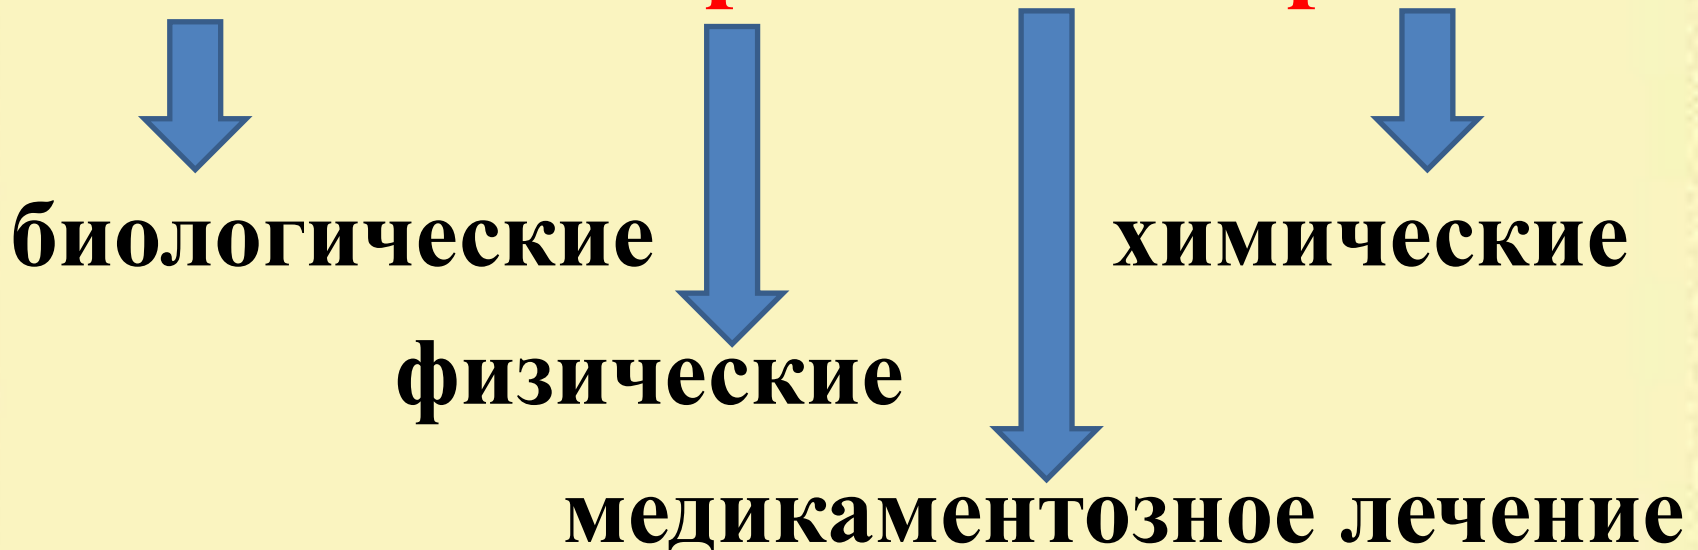 биологические
химические
физические
медикаментозное лечение